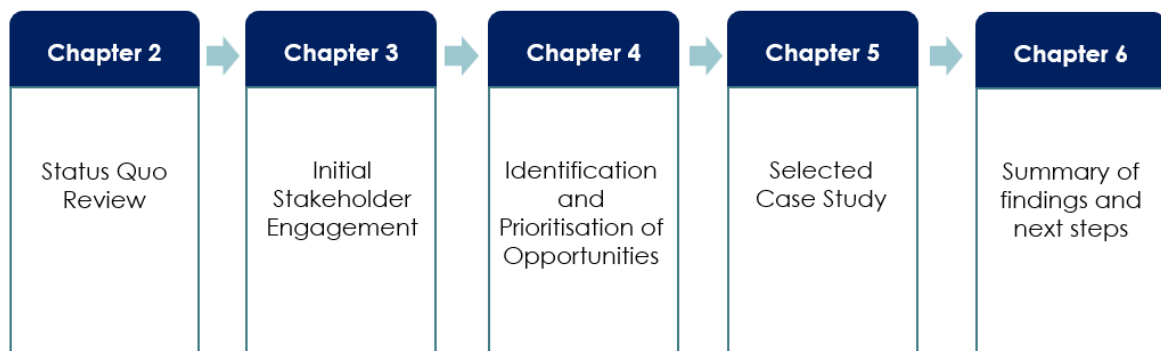 Chapter 2
Status Quo
Review
Chapter 3
Initial
Stakeholder
Engagement
Chapter 4
Identification
and
Prioritisation of
Opportunities
Chapter 5
Selected
Case Study
Chapter 6
Summary of
findings and
next steps